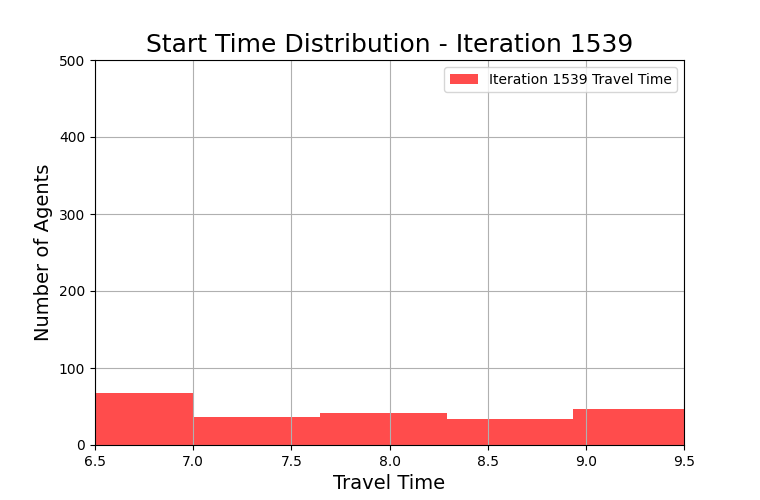 Start Time Distribution - Iteration 1539
Iteration 1539 Travel Time
Number of Agents
500
400
300
200
100
0
6.5 7.0 7.5 8.0 8.5 9.0 9.5
Travel Time